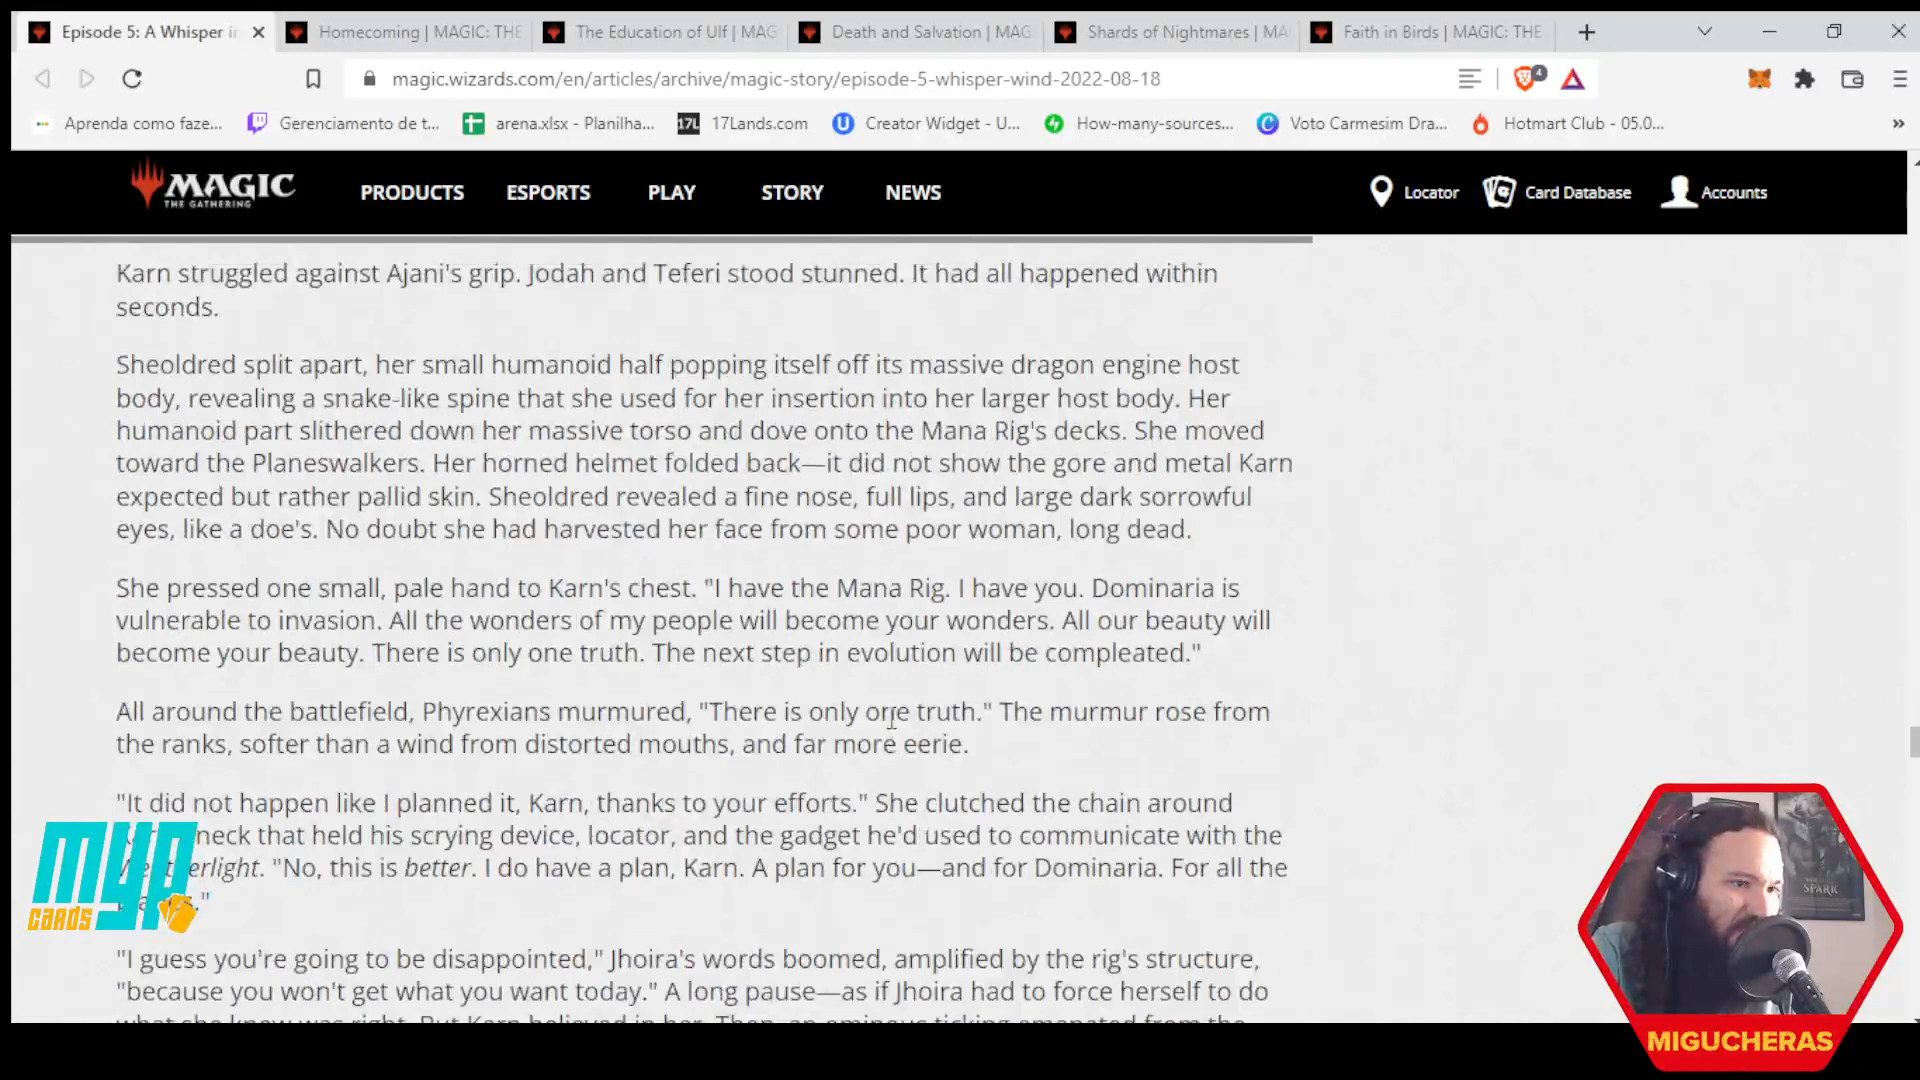 Episode 5: A Whisper in
Homecoming | MAGIC: THE
The Education of Ulf | MAG
Death and Salvation | MAG
Shards of Nightmares | MA
Faith in Birds | MAGIC: THE
magic.wizards.com/en/articles/archive/magic-story/episode-5-whisper-wind-2022-08-18
4
Aprenda como faze...
Gerenciamento de t...
arena.xlsx - Planilha...
17L
17Lands.com
Creator Widget - U...
How-many-sources...
Voto Carmesim Dra...
Hotmart Club - 05.0...
MAGIC
THE GATHERING
PRODUCTS
ESPORTS
PLAY
STORY
NEWS
Locator
Card Database
Accounts
Karn struggled against Ajani's grip. Jodah and Teferi stood stunned. It had all happened within
seconds.
Sheoldred split apart, her small humanoid half popping itself off its massive dragon engine host
body, revealing a snake-like spine that she used for her insertion into her larger host body. Her
humanoid part slithered down her massive torso and dove onto the Mana Rig's decks. She moved
toward the Planeswalkers. Her horned helmet folded back—it did not show the gore and metal Karn
expected but rather pallid skin. Sheoldred revealed a fine nose, full lips, and large dark sorrowful
eyes, like a doe's. No doubt she had harvested her face from some poor woman, long dead.
She pressed one small, pale hand to Karn's chest. "I have the Mana Rig. I have you. Dominaria is
vulnerable to invasion. All the wonders of my people will become your wonders. All our beauty will
become your beauty. There is only one truth. The next step in evolution will be compleated."
All around the battlefield, Phyrexians murmured, "There is only one truth." The murmur rose from
the ranks, softer than a wind from distorted mouths, and far more eerie.
"It did not happen like I planned it, Karn, thanks to your efforts." She clutched the chain around
neck that held his scrying device, locator, and the gadget he'd used to communicate with the
"No, this is better. I do have a plan, Karn. A plan for you—and for Dominaria. For all the
"I guess you're going to be disappointed," Jhoira's words boomed, amplified by the rig's structure,
"because you won't get what you want today." A long pause—as if Jhoira had to force herself to do
MYP
CARDS
SPARK
MIGUCHERAS